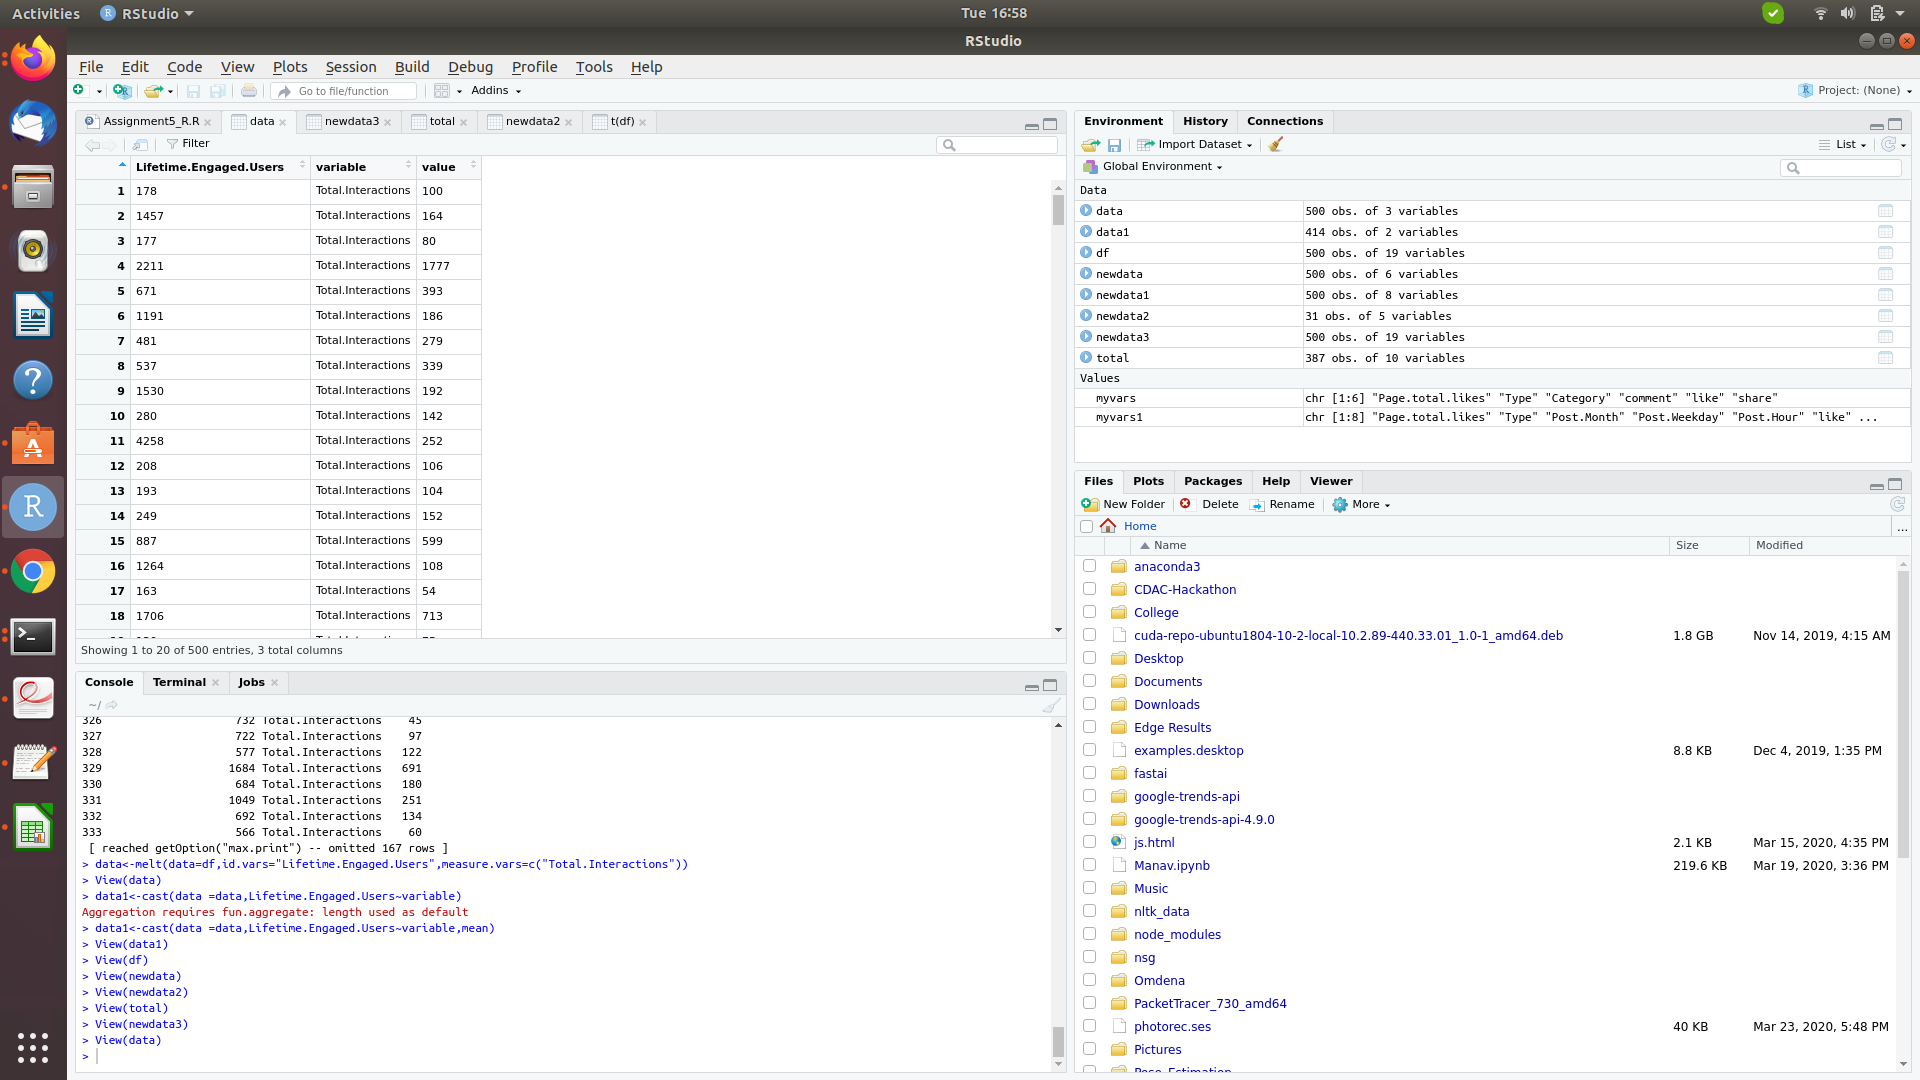 Activities RStudio Tue 16:58
RStudio
File Edit Code View Plots Session Build Debug Profile Tools Help
Go to file/function Addins Project: (None)
Assignment5_R.R data newdata3 total newdata2 t(df)
Filter
Lifetime.Engaged.Users variable value
1 178 Total.Interactions 100
2 1457 Total.Interactions 164
3 177 Total.Interactions 80
4 2211 Total.Interactions 1777
5 671 Total.Interactions 393
6 1191 Total.Interactions 186
7 481 Total.Interactions 279
8 537 Total.Interactions 339
9 1530 Total.Interactions 192
10 280 Total.Interactions 142
11 4258 Total.Interactions 252
12 208 Total.Interactions 106
13 193 Total.Interactions 104
14 249 Total.Interactions 152
15 887 Total.Interactions 599
16 1264 Total.Interactions 108
17 163 Total.Interactions 54
18 1706 Total.Interactions 713
Showing 1 to 20 of 500 entries, 3 total columns
Console Terminal Jobs
~/
326 732 Total.Interactions 45
327 722 Total.Interactions 97
328 577 Total.Interactions 122
329 1684 Total.Interactions 691
330 684 Total.Interactions 180
331 1049 Total.Interactions 251
332 692 Total.Interactions 134
333 566 Total.Interactions 60
[ reached getOption("max.print") -- omitted 167 rows ]
> data<-melt(data=df,id.vars="Lifetime.Engaged.Users",measure.vars=c("Total.Interactions"))
> View(data)
> data1<-cast(data =data,Lifetime.Engaged.Users~variable)
Aggregation requires fun.aggregate: length used as default
> data1<-cast(data =data,Lifetime.Engaged.Users~variable,mean)
> View(data1)
> View(df)
> View(newdata)
> View(newdata2)
> View(total)
> View(newdata3)
> View(data)
>
Environment History Connections
Import Dataset List
Global Environment
Data
data 500 obs. of 3 variables
data1 414 obs. of 2 variables
df 500 obs. of 19 variables
newdata 500 obs. of 6 variables
newdata1 500 obs. of 8 variables
newdata2 31 obs. of 5 variables
newdata3 500 obs. of 19 variables
total 387 obs. of 10 variables
Values
myvars chr [1:6] "Page.total.likes" "Type" "Category" "comment" "like" "share"
myvars1 chr [1:8] "Page.total.likes" "Type" "Post.Month" "Post.Weekday" "Post.Hour" "like" ...
Files Plots Packages Help Viewer
New Folder Delete Rename More
Home ...
Name Size Modified
anaconda3
CDAC-Hackathon
College
cuda-repo-ubuntu1804-10-2-local-10.2.89-440.33.01_1.0-1_amd64.deb 1.8 GB Nov 14, 2019, 4:15 AM
Desktop
Documents
Downloads
Edge Results
examples.desktop 8.8 KB Dec 4, 2019, 1:35 PM
fastai
google-trends-api
google-trends-api-4.9.0
js.html 2.1 KB Mar 15, 2020, 4:35 PM
Manav.ipynb 219.6 KB Mar 19, 2020, 3:36 PM
Music
nltk_data
node_modules
nsg
Omdena
PacketTracer_730_amd64
photorec.ses 40 KB Mar 23, 2020, 5:48 PM
Pictures